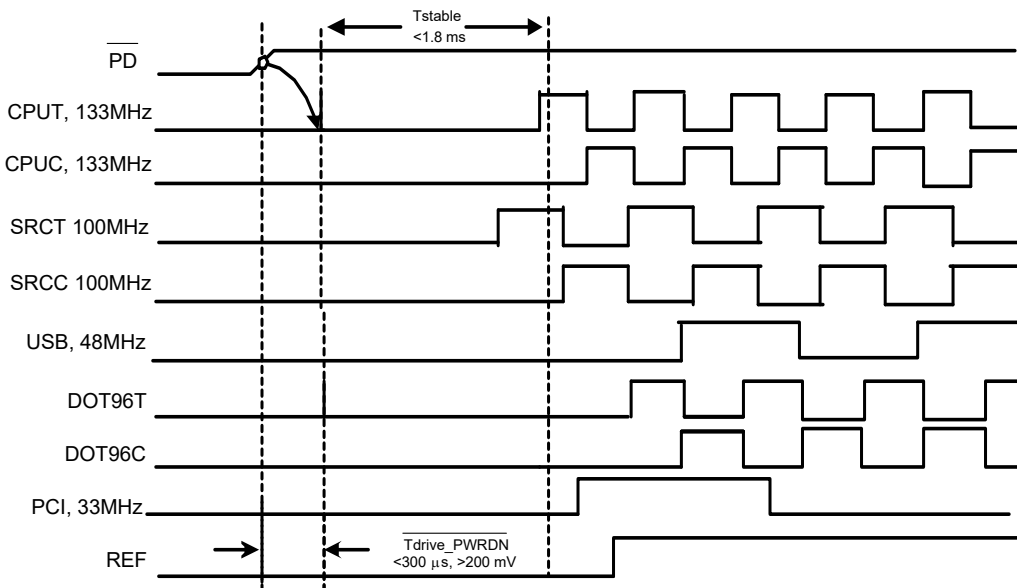 Tstable
<1.8 ms
PD
CPUT, 133MHz
CPUC, 133MHz
SRCT 100MHz
SRCC 100MHz
USB, 48MHz
DOT96T
DOT96C
PCI, 33MHz
Tdrive_PWRDN
<300 μs, >200 mV
REF